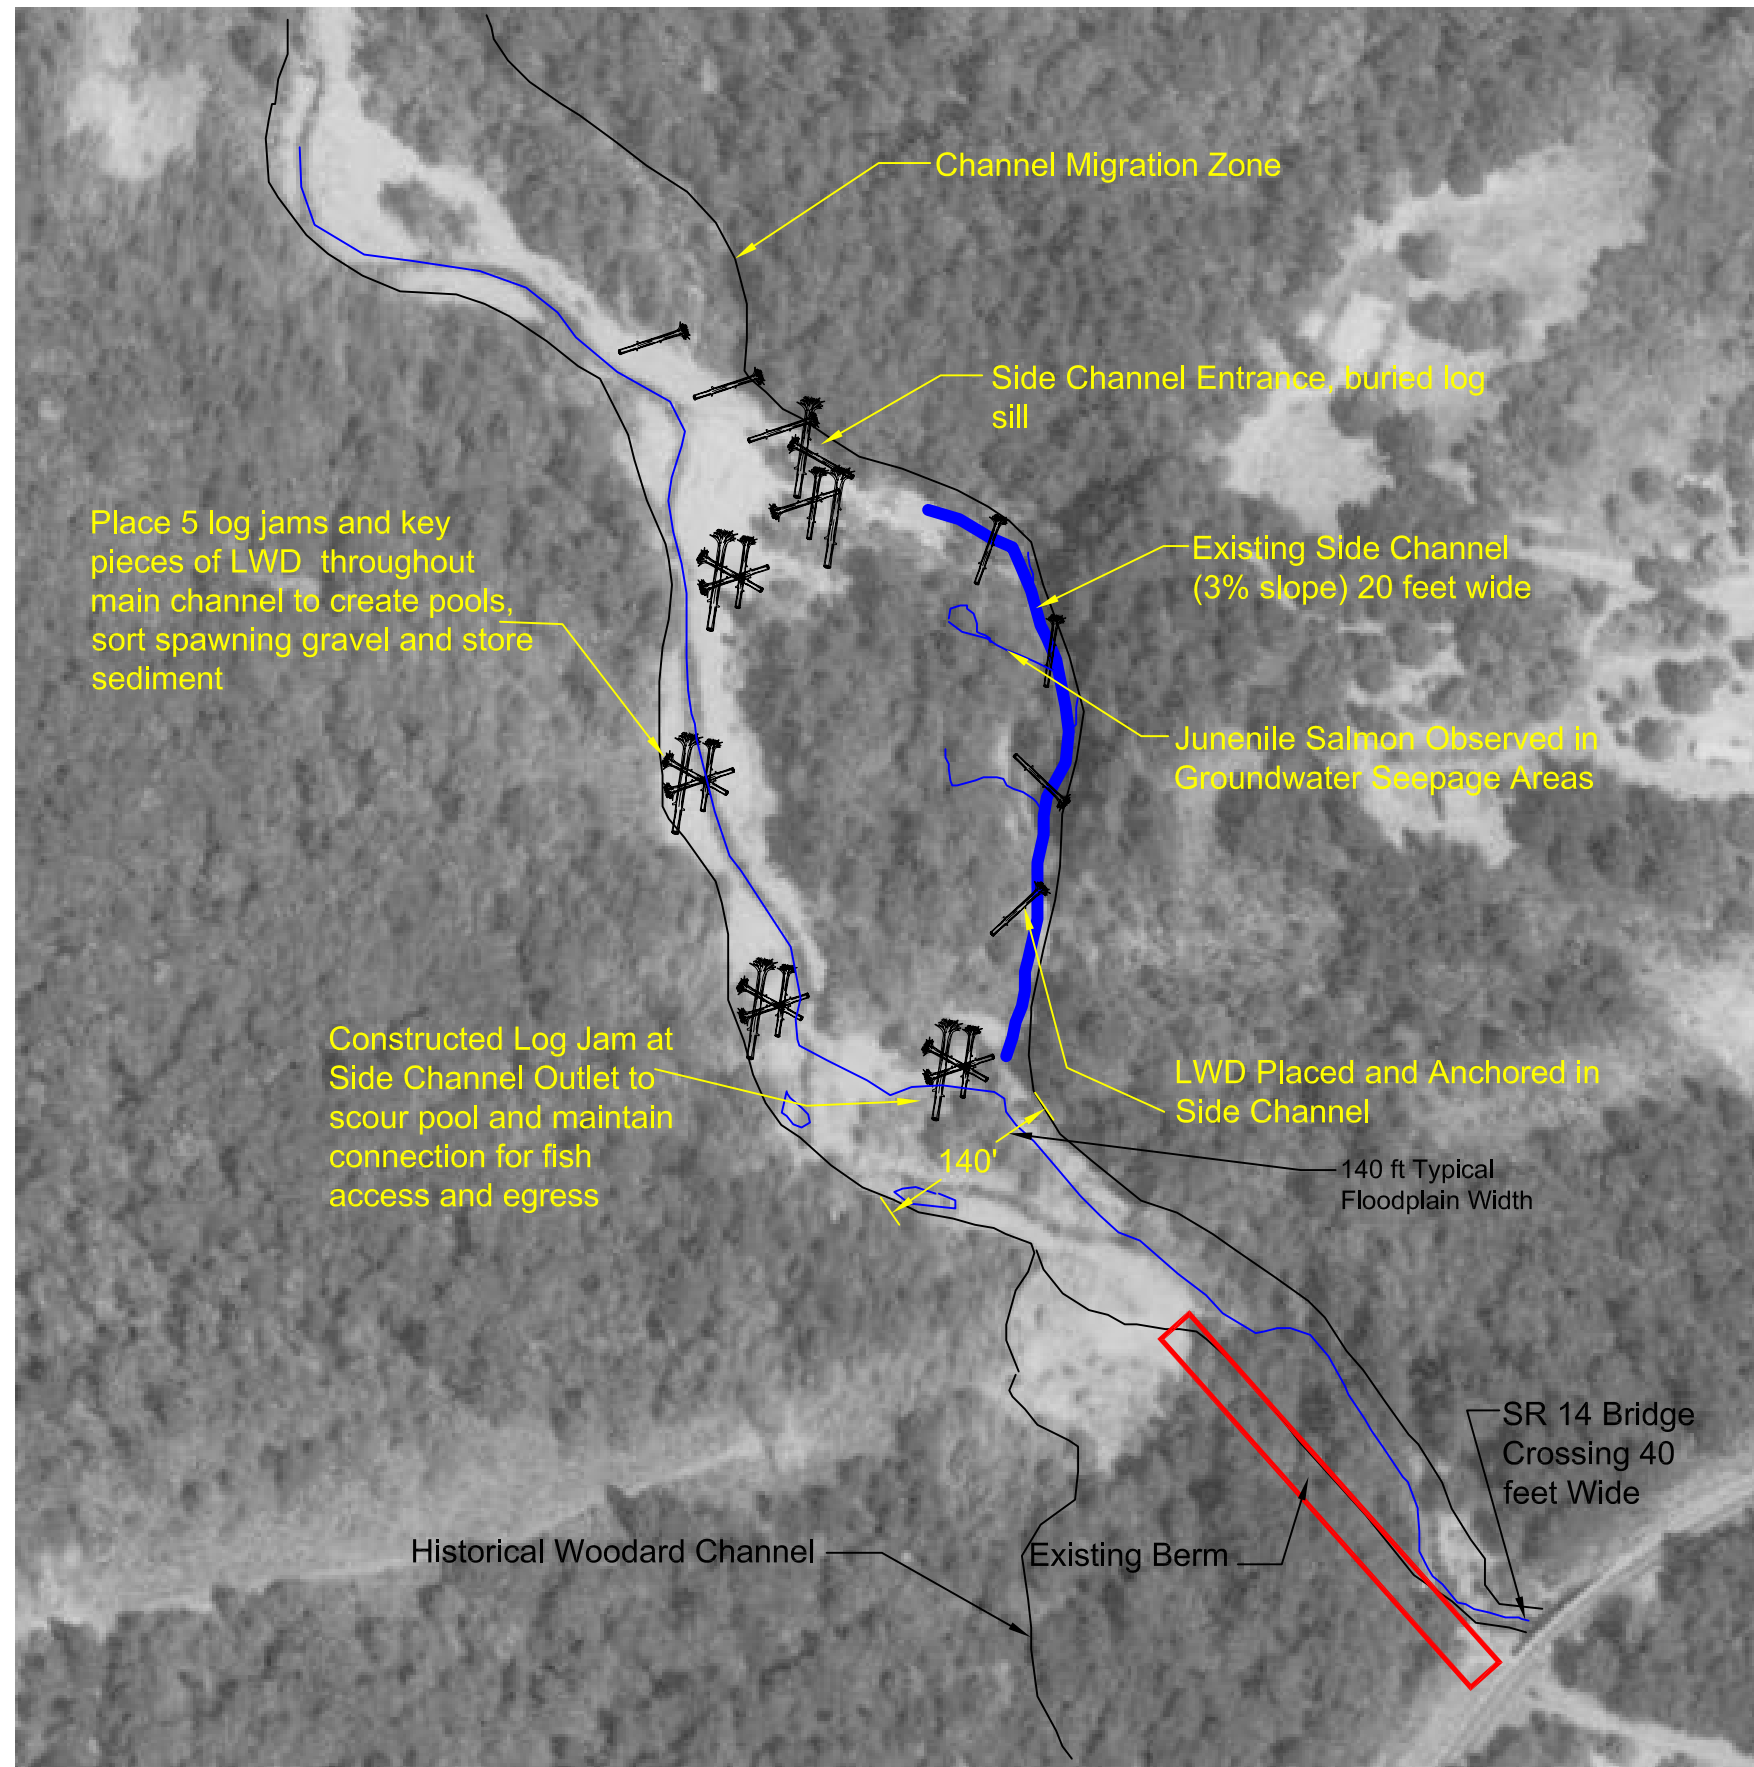 Channel Migration Zone
Side Channel Entrance, buried log
sill
Place 5 log jams and key
pieces of LWD throughout
main channel to create pools,
sort spawning gravel and store
sediment
Existing Side Channel
(3% slope) 20 feet wide
Junenile Salmon Observed in
Groundwater Seepage Areas
Constructed Log Jam at
Side Channel Outlet to
scour pool and maintain
connection for fish
access and egress
LWD Placed and Anchored in
Side Channel
140'
140 ft Typical
Floodplain Width
SR 14 Bridge
Crossing 40
feet Wide
Historical Woodard Channel
Existing Berm